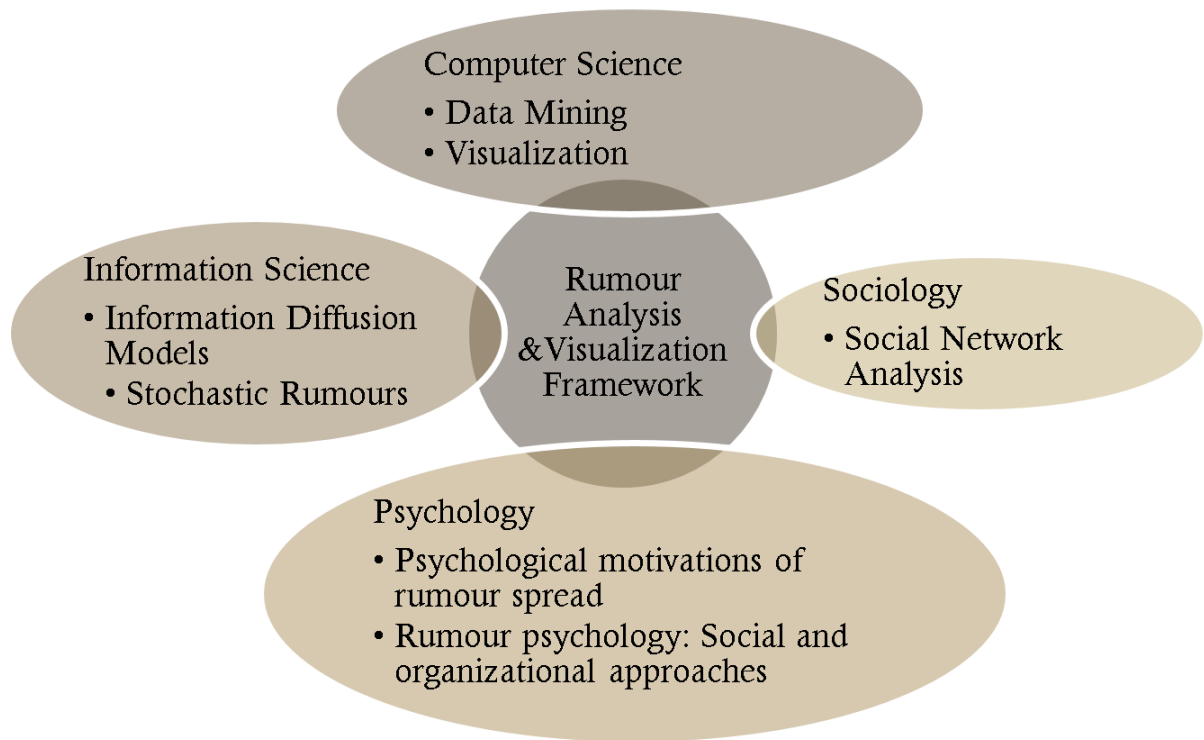 Computer Science
• Data Mining
• Visualization
Information Science
• Information Diffusion
Models
• Stochastic Rumours
Rumour
Analysis
&Visualization
Framework
Sociology
• Social Network
Analysis
Psychology
• Psychological motivations of
rumour spread
• Rumour psychology: Social and
organizational approaches